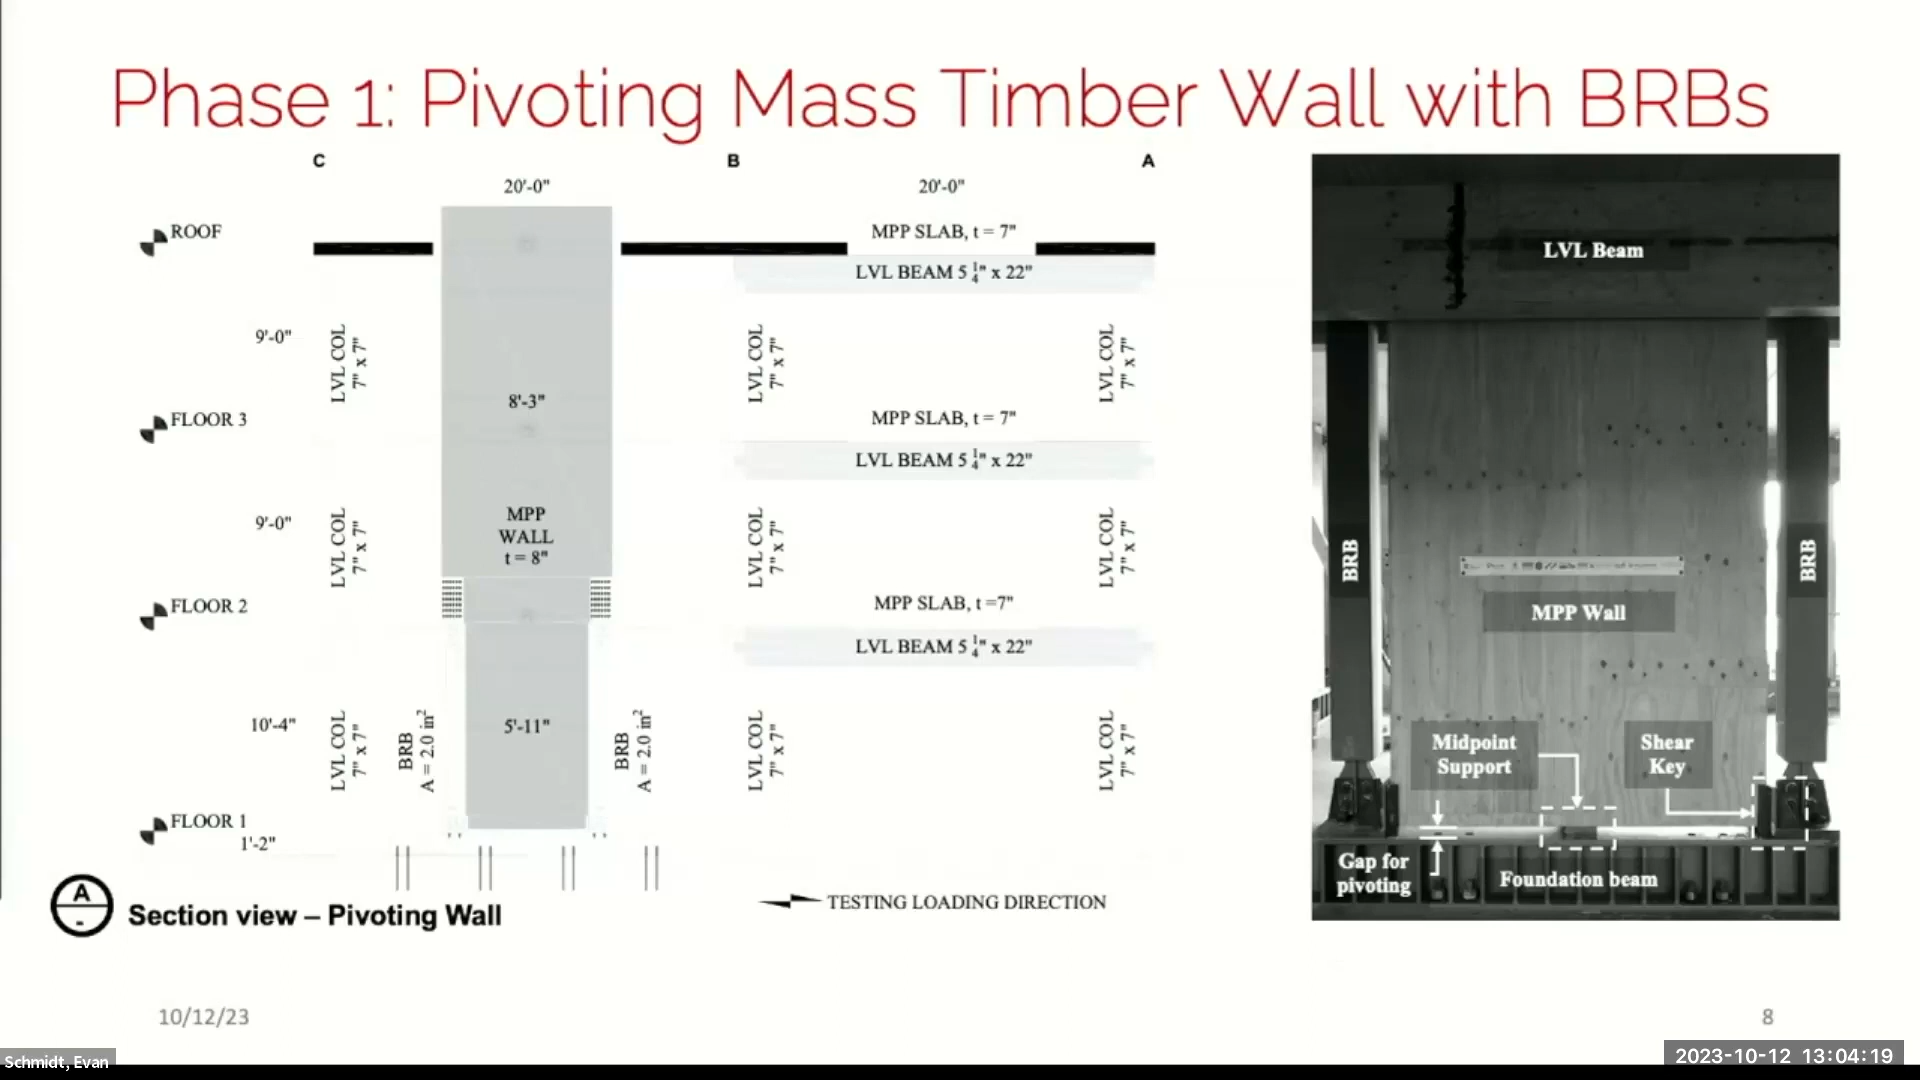 Phase 1: Pivoting Mass Timber Wall with BRBs
C
B
A
20'-0"
20'-0"
ROOF
MPP SLAB, t = 7"
LVL BEAM 5 1/4" x 22"
9'-0"
LVL COL
7" x 7"
LVL COL
7" x 7"
LVL COL
7" x 7"
8'-3"
FLOOR 3
MPP SLAB, t = 7"
LVL BEAM 5 1/4" x 22"
9'-0"
LVL COL
7" x 7"
MPP
WALL
t = 8"
LVL COL
7" x 7"
LVL COL
7" x 7"
FLOOR 2
MPP SLAB, t =7"
LVL BEAM 5 1/4" x 22"
10'-4"
LVL COL
7" x 7"
BRB
A = 2.0 in²
5'-11"
BRB
A = 2.0 in²
LVL COL
7" x 7"
LVL COL
7" x 7"
FLOOR 1
1'-2"
A
-
Section view – Pivoting Wall
TESTING LOADING DIRECTION
LVL Beam
BRB
BRB
MPP Wall
Midpoint
Support
Shear
Key
Gap for
pivoting
Foundation beam
10/12/23
8
Schmidt, Evan
2023-10-12 13:04:19